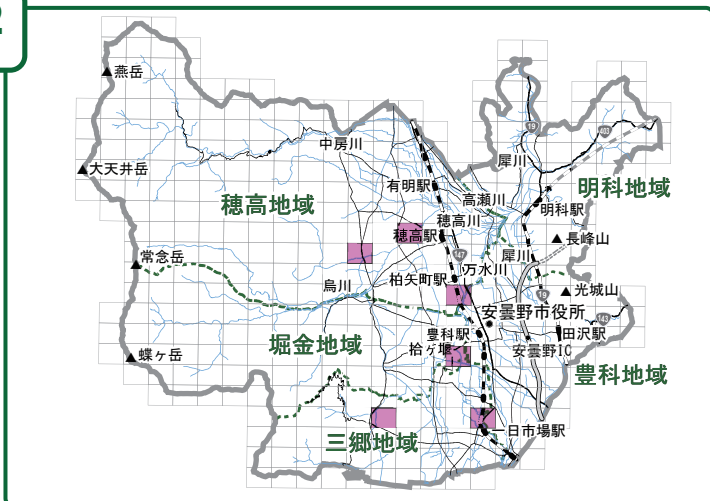 2
燕岳
中房川
犀川
19
403
大天井岳
有明駅
明科地域
穂高地域
高瀬川
明科駅
穂高川
穂高駅
長峰山
147
犀川
常念岳
万水川
柏矢町駅
烏川
19
光城山
安曇野市役所
143
堀金地域
豊科駅
田沢駅
拾ヶ堰
安曇野IC
蝶ヶ岳
豊科地域
三郷地域
一日市場駅